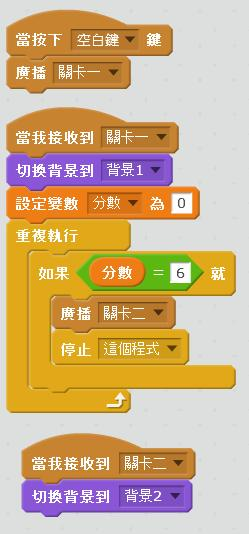 當按下 空白鍵 鍵
廣播 關卡一
當我接收到 關卡一
切換背景到 背景1
設定變數 分數 為 0
重複執行
如果 分數 = 6 就
廣播 關卡二
停止 這個程式
當我接收到 關卡二
切換背景到 背景2